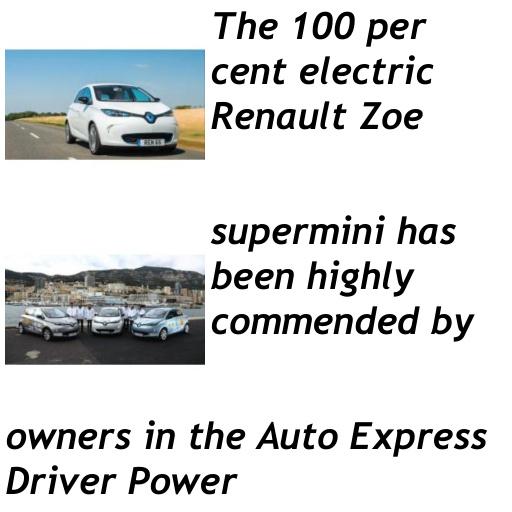 The 100 per
cent electric
Renault Zoe
supermini has
been highly
commended by
owners in the Auto Express
Driver Power